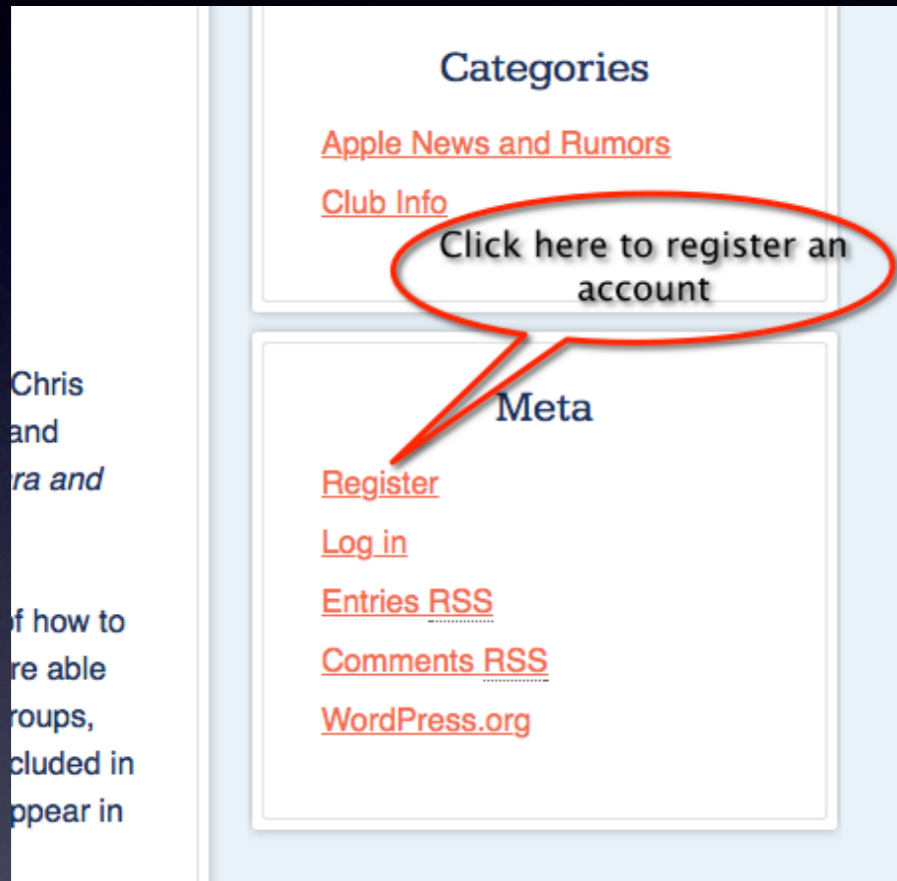 Categories
Apple News and Rumors
Club Info
Click here to register an
account
Chris
and
and
Meta
Register
Log in
Entries RSS
Comments RSS
WordPress.org
f how to
re able
roups,
cluded in
ppear in